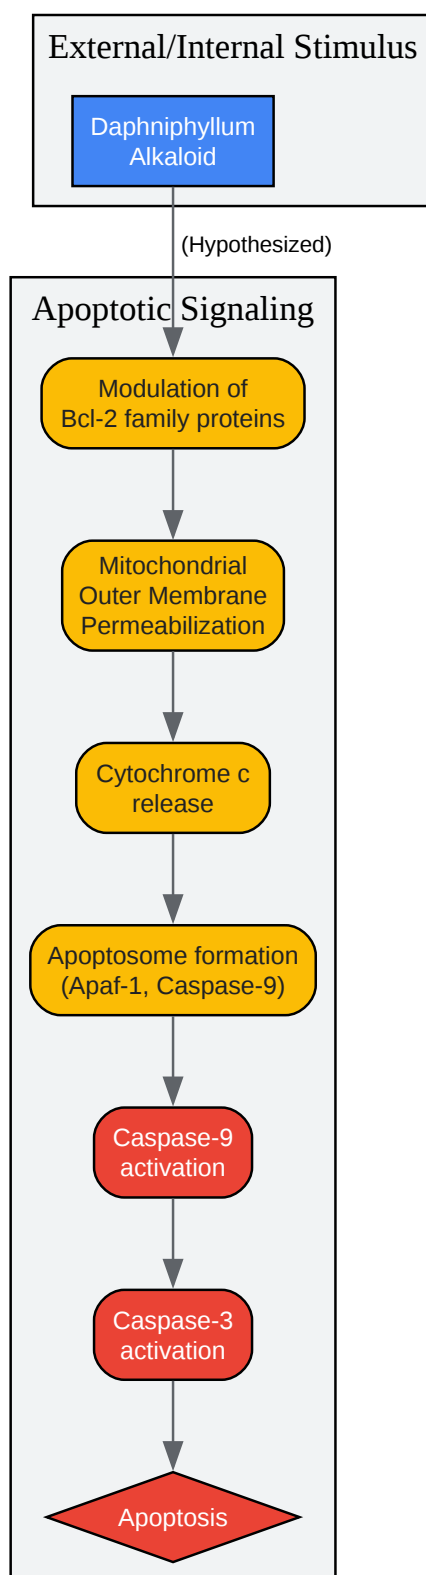 External/Internal Stimulus
Daphniphyllum
Alkaloid
(Hypothesized)
Apoptotic Signaling
Modulation of
Bcl-2 family proteins
Mitochondrial
Outer Membrane
Permeabilization
Cytochrome c
release
Apoptosome formation
(Apaf-1, Caspase-9)
Caspase-9
activation
Caspase-3
activation
Apoptosis